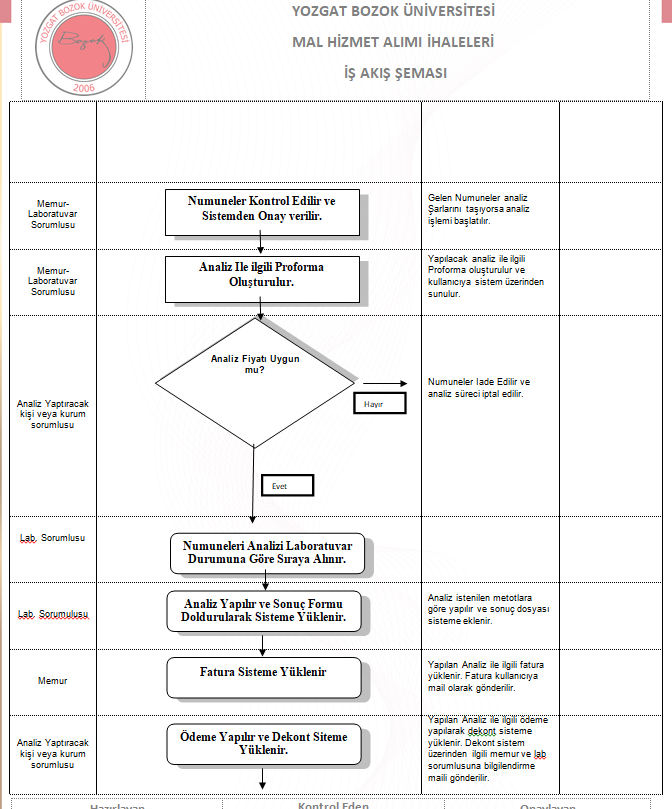 YOZGAT BOZOK ÜNİVERSİTESİ
Bozok
2006
YOZGAT BOZOK ÜNİVERSİTESİ
MAL HİZMET ALIMI İHALELERİ
İŞ AKIŞ ŞEMASI
Memur-
Laboratuvar
Sorumlusu
Numuneler Kontrol Edilir ve
Sistemden Onay verilir.
Gelen Numuneler analiz
Şarlarını taşıyorsa analiz
işlemi başlatılır.
Memur-
Laboratuvar
Sorumlusu
Analiz Ile ilgili Proforma
Oluşturulur.
Yapılacak analiz ile ilgili
Proforma oluşturulur ve
kullanıcıya sistem üzerinden
sunulur.
Analiz Yaptıracak
kişi veya kurum
sorumlusu
Analiz Fiyatı Uygun
mu?
Hayır
Numuneler Iade Edilir ve
analiz süreci iptal edilir.
Evet
Lab. Sorumlusu
Numuneleri Analizi Laboratuvar
Durumuna Göre Sıraya Alınır.
Lab. Sorumulusu
Analiz Yapılır ve Sonuç Formu
Doldurularak Sisteme Yüklenir.
Analiz istenilen metotlara
göre yapılır ve sonuç dosyası
sisteme eklenir.
Memur
Fatura Sisteme Yüklenir
Yapılan Analiz ile ilgili fatura
yüklenir. Fatura kullanıcıya
mail olarak gönderilir.
Analiz Yaptıracak
kişi veya kurum
sorumlusu
Ödeme Yapılır ve Dekont Siteme
Yüklenir.
Yapılan Analiz ile ilgili ödeme
yapılarak dekont sisteme
yüklenir. Dekont sistem
üzerinden ilgili memur ve lab
sorumlusuna bilgilendirme
maili gönderilir.
Hazırlayan
Kontrol Eden
Onaylayan